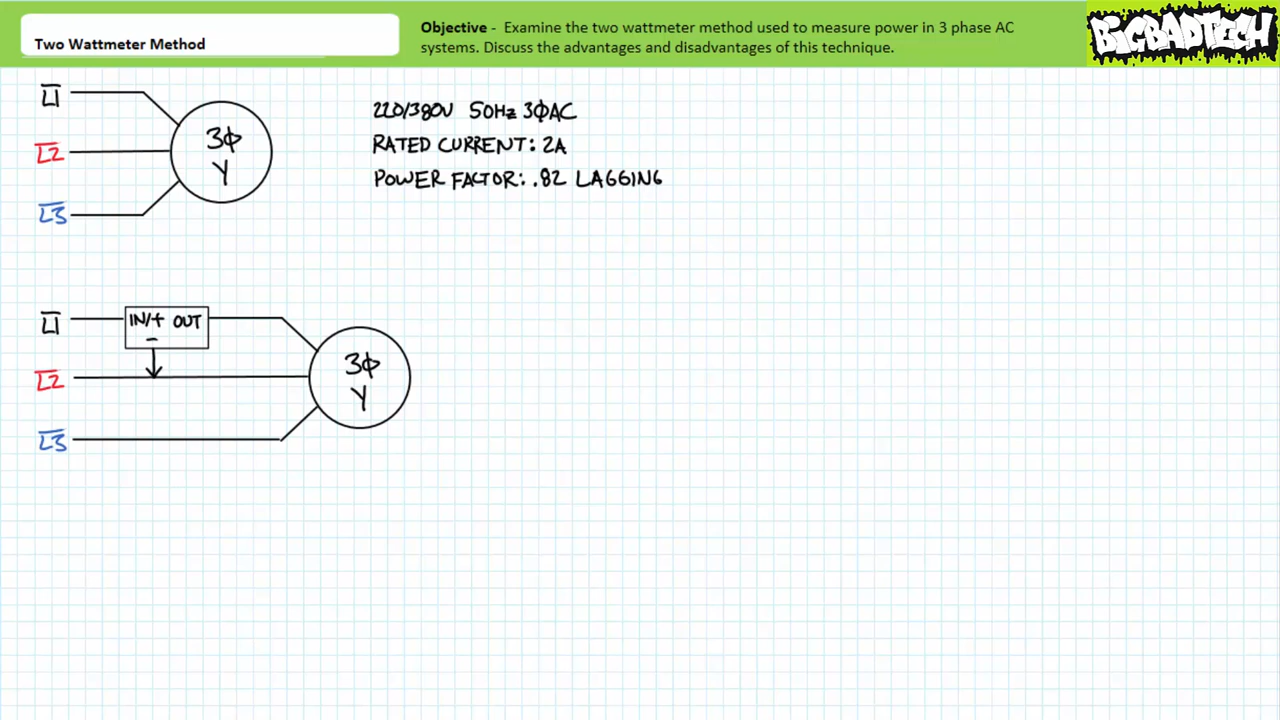 Two Wattmeter Method
Objective - Examine the two wattmeter method used to measure power in 3 phase AC
systems. Discuss the advantages and disadvantages of this technique.
BIGBADTECH
L1
L2
L3
3Φ
Y
220/380V 50Hz 3ΦAC
RATED CURRENT: 2A
POWER FACTOR: .82 LAGGING
L1
L2
L3
IN/+ OUT
-
3Φ
Y